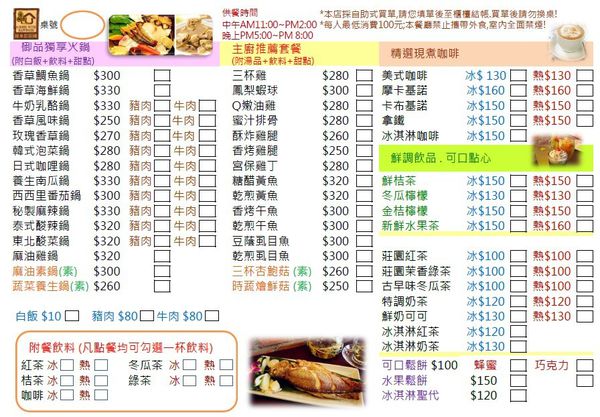 桌號
供餐時間
中午AM11:00~PM2:00
晚上PM5:00~PM 8:00
*本店採自助式買單,請您填單後至櫃檯結帳,買單後請勿換桌!
*每人最低消費100元;本餐廳禁止攜帶外食,室內全面禁煙!
御品獨享火鍋
(附白飯+飲料+甜點)
香草鯛魚鍋 $300
香草海鮮鍋 $330
牛奶乳酪鍋 $330 豬肉 牛肉
香草風味鍋 $250 豬肉 牛肉
玫瑰香草鍋 $270 豬肉 牛肉
韓式泡菜鍋 $280 豬肉 牛肉
日式咖哩鍋 $280 豬肉 牛肉
養生南瓜鍋 $330 豬肉 牛肉
西西里番茄鍋 $300 豬肉 牛肉
秘製麻辣鍋 $330 豬肉 牛肉
泰式酸辣鍋 $320 豬肉 牛肉
東北酸菜鍋 $320 豬肉 牛肉
麻油雞鍋 $320
麻油素鍋(素) $300
蔬菜養生鍋(素) $260
白飯 $10 豬肉 $80 牛肉 $80
附餐飲料 (凡點餐均可勾選一杯飲料)
紅茶 冰 熱 冬瓜茶 冰 熱
桔茶 冰 熱 綠茶 冰 熱
咖啡 冰 熱
主廚推薦套餐
(附湯品+飲料+甜點)
三杯雞 $280
鳳梨蝦球 $280
Q嫩油雞 $280
蜜汁排骨 $280
酥炸雞腿 $260
香烤雞腿 $250
宮保雞丁 $280
糖醋黃魚 $320
乾煎黃魚 $320
香烤午魚 $300
乾煎午魚 $300
豆蔭虱目魚 $300
乾煎虱目魚 $300
三杯杏鮑菇(素) $260
時蔬燴鮮菇(素) $250
精選現煮咖啡
美式咖啡 冰$ 130 熱$130
摩卡基諾 冰$160 熱$160
卡布基諾 冰$150 熱$150
拿鐵 冰$150 熱$150
冰淇淋咖啡 冰$150
鮮調飲品．可口點心
鮮桔茶 冰$150 熱$150
冬瓜檸檬 冰$130 熱$130
金桔檸檬 冰$150 熱$150
新鮮水果茶 冰$150 熱$160
莊園紅茶 冰$100 熱$100
莊園茉香綠茶 冰$100 熱$100
古早味冬瓜茶 冰$100 熱$100
特調奶茶 冰$120 熱$120
鮮奶可可 冰$130 熱$130
冰淇淋紅茶 冰$120
冰淇淋奶茶 冰$120
可口鬆餅 $100 蜂蜜 巧克力
水果鬆餅 $150
冰淇淋聖代 $120